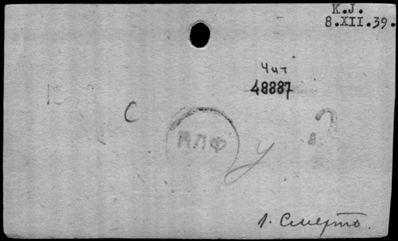 K.J.
8.XII.39.
Чит
48887
С
МЛФ
У
1. Смерть.